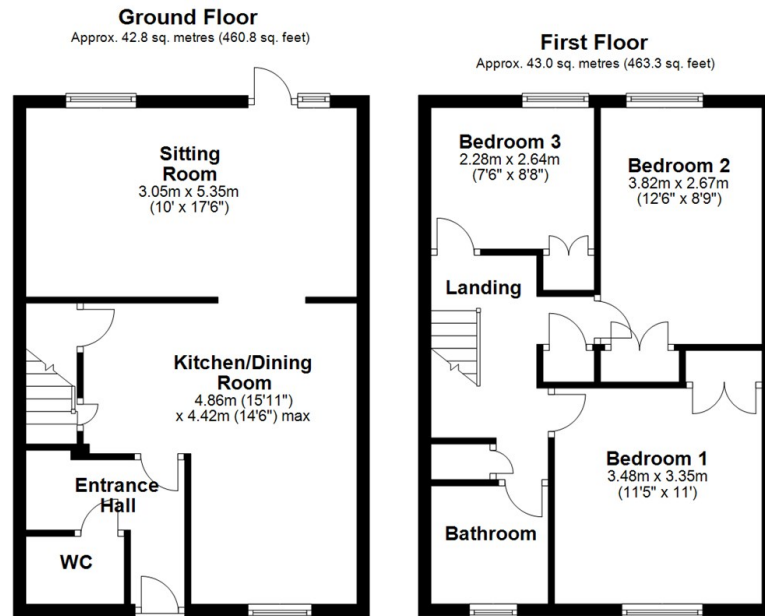 Ground Floor
Approx. 42.8 sq. metres (460.8 sq. feet)
Sitting
Room
3.05m x 5.35m
(10' x 17'6")
Kitchen/Dining
Room
4.86m (15'11")
x 4.42m (14'6") max
Entrance
Hall
WC
First Floor
Approx. 43.0 sq. metres (463.3 sq. feet)
Bedroom 3
2.28m x 2.64m
(7'6" x 8'8")
Bedroom 2
3.82m x 2.67m
(12'6" x 8'9")
Landing
Bedroom 1
3.48m x 3.35m
(11'5" x 11')
Bathroom